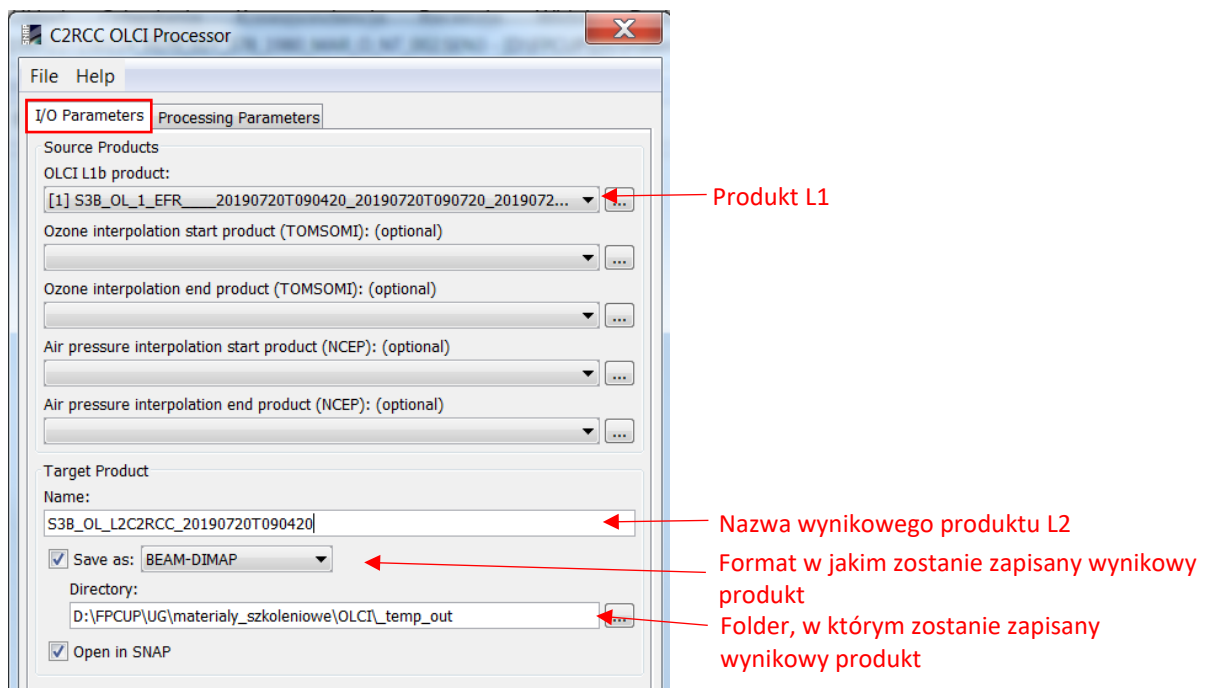 C2RCC OLCI Processor
File Help
I/O Parameters Processing Parameters
Source Products
OLCI L1b product:
[1] S3B_OL_1_EFR____20190720T090420_20190720T090720_2019072... ...
Produkt L1
Ozone interpolation start product (TOMSOMI): (optional)
...
Ozone interpolation end product (TOMSOMI): (optional)
...
Air pressure interpolation start product (NCEP): (optional)
...
Air pressure interpolation end product (NCEP): (optional)
...
Target Product
Name:
S3B_OL_L2C2RCC_20190720T090420
Nazwa wynikowego produktu L2
Save as: BEAM-DIMAP
Format w jakim zostanie zapisany wynikowy
produkt
Directory:
D:\FPCUP\UG\materialy_szkoleniowe\OLCI\_temp_out ...
Folder, w którym zostanie zapisany
wynikowy produkt
Open in SNAP